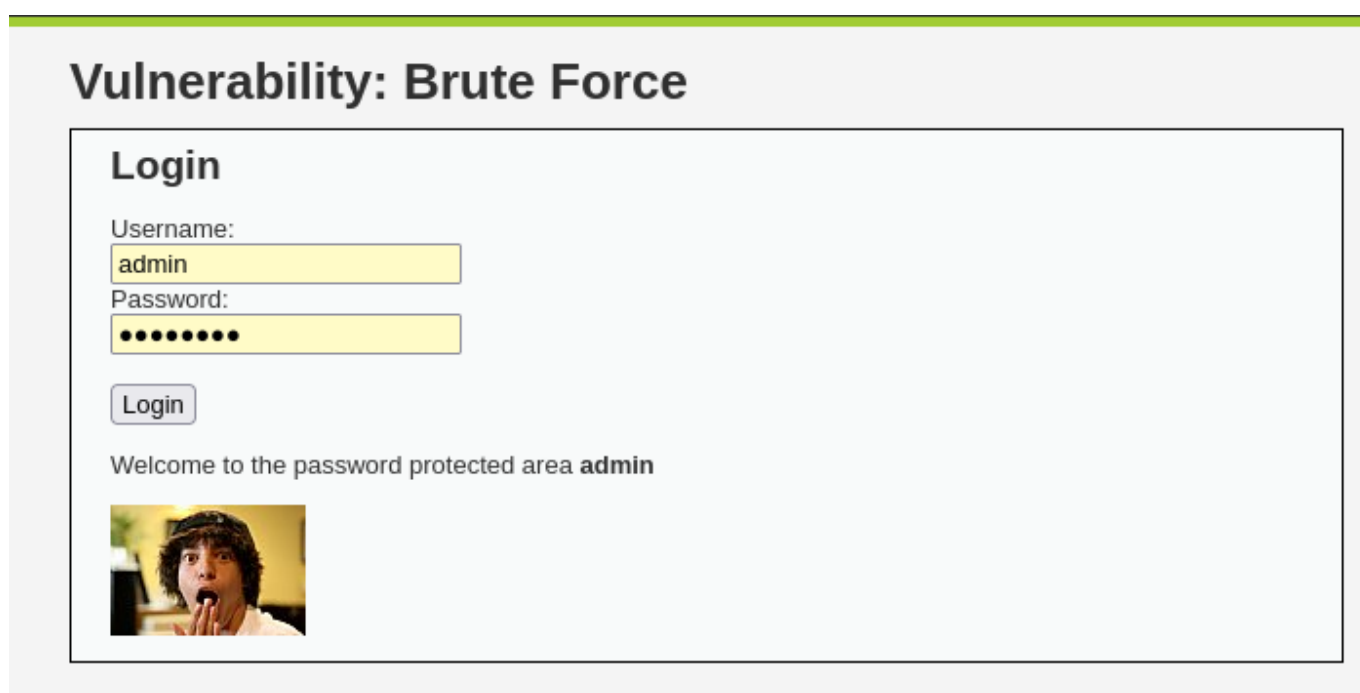 Vulnerability: Brute Force
Login
Username:
admin
Password:
••••••••
Login
Welcome to the password protected area admin